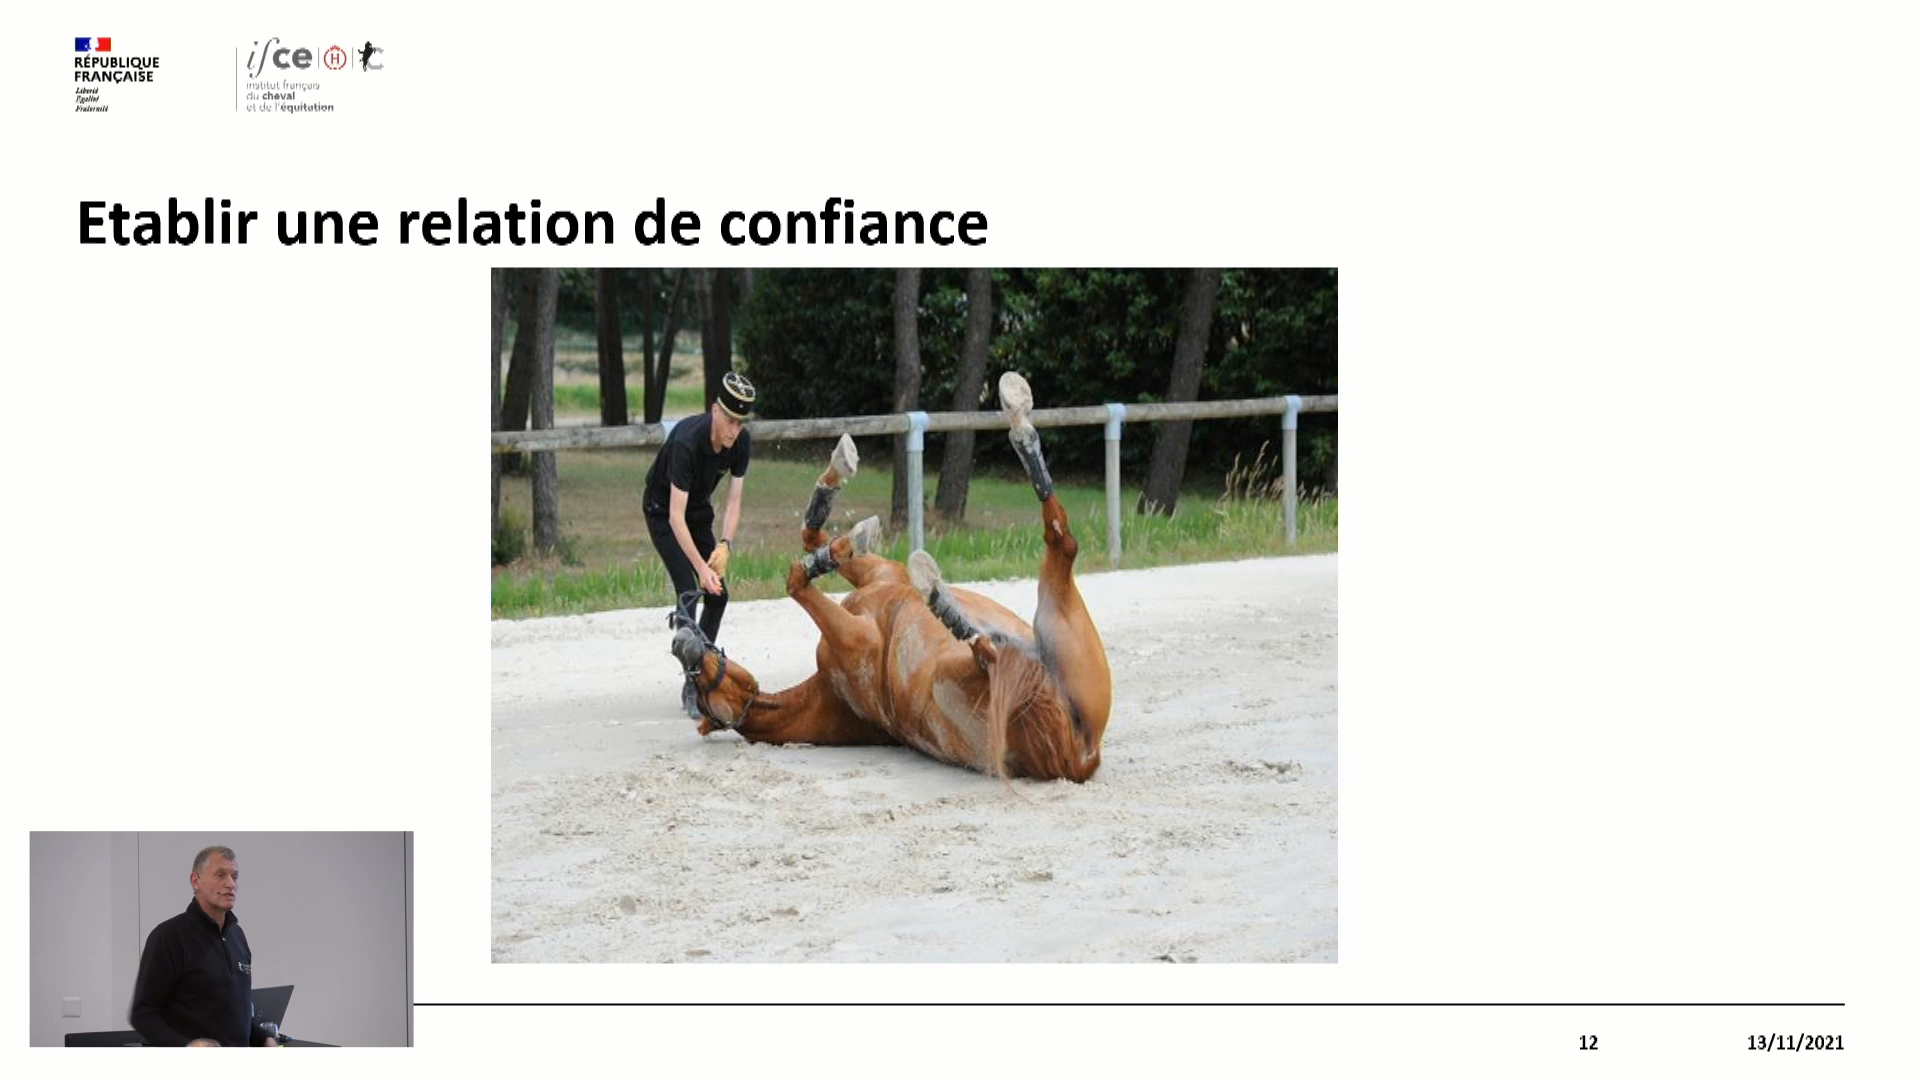 RÉPUBLIQUE
FRANÇAISE
Liberté
Égalité
Fraternité
ifce
H
institut français
du cheval
et de l'équitation
Etablir une relation de confiance
12
13/11/2021